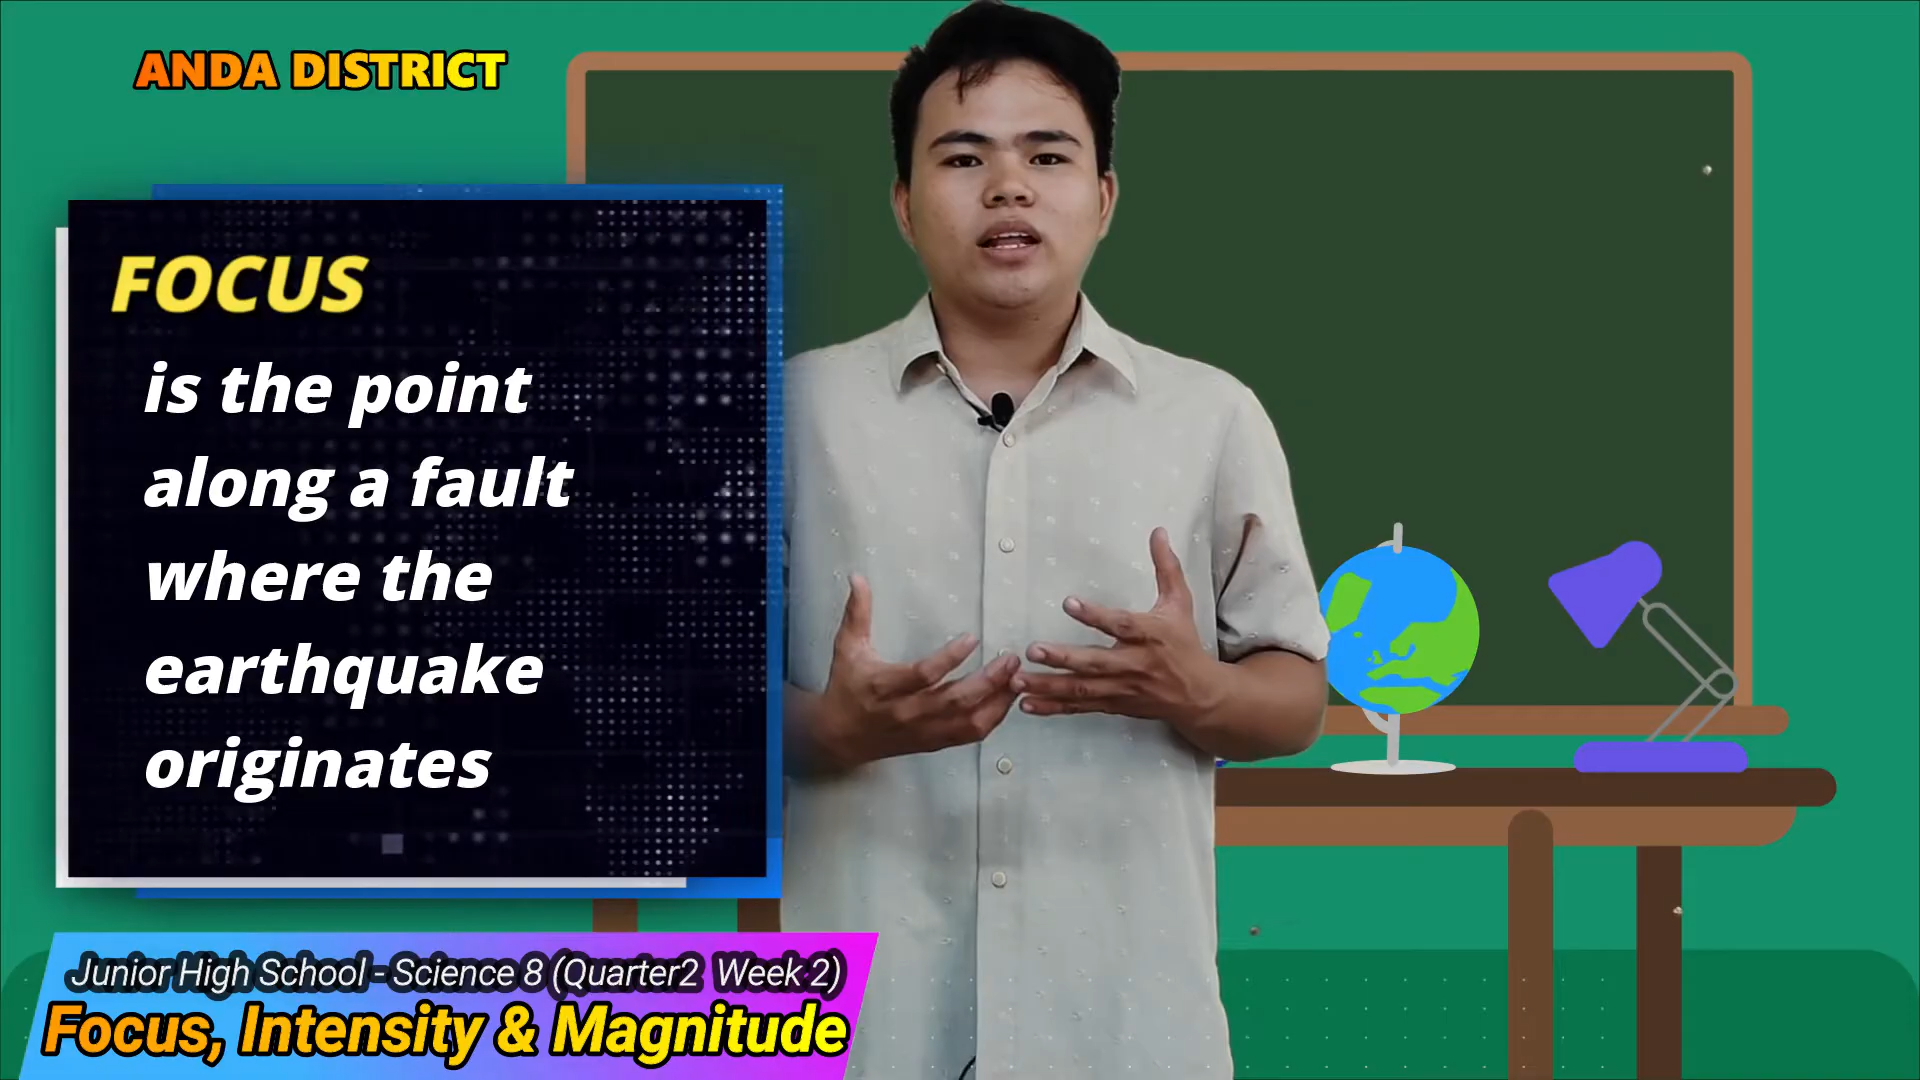 ANDA DISTRICT
FOCUS
is the point
along a fault
where the
earthquake
originates
Junior High School - Science 8 (Quarter2 Week 2)
Focus, Intensity & Magnitude